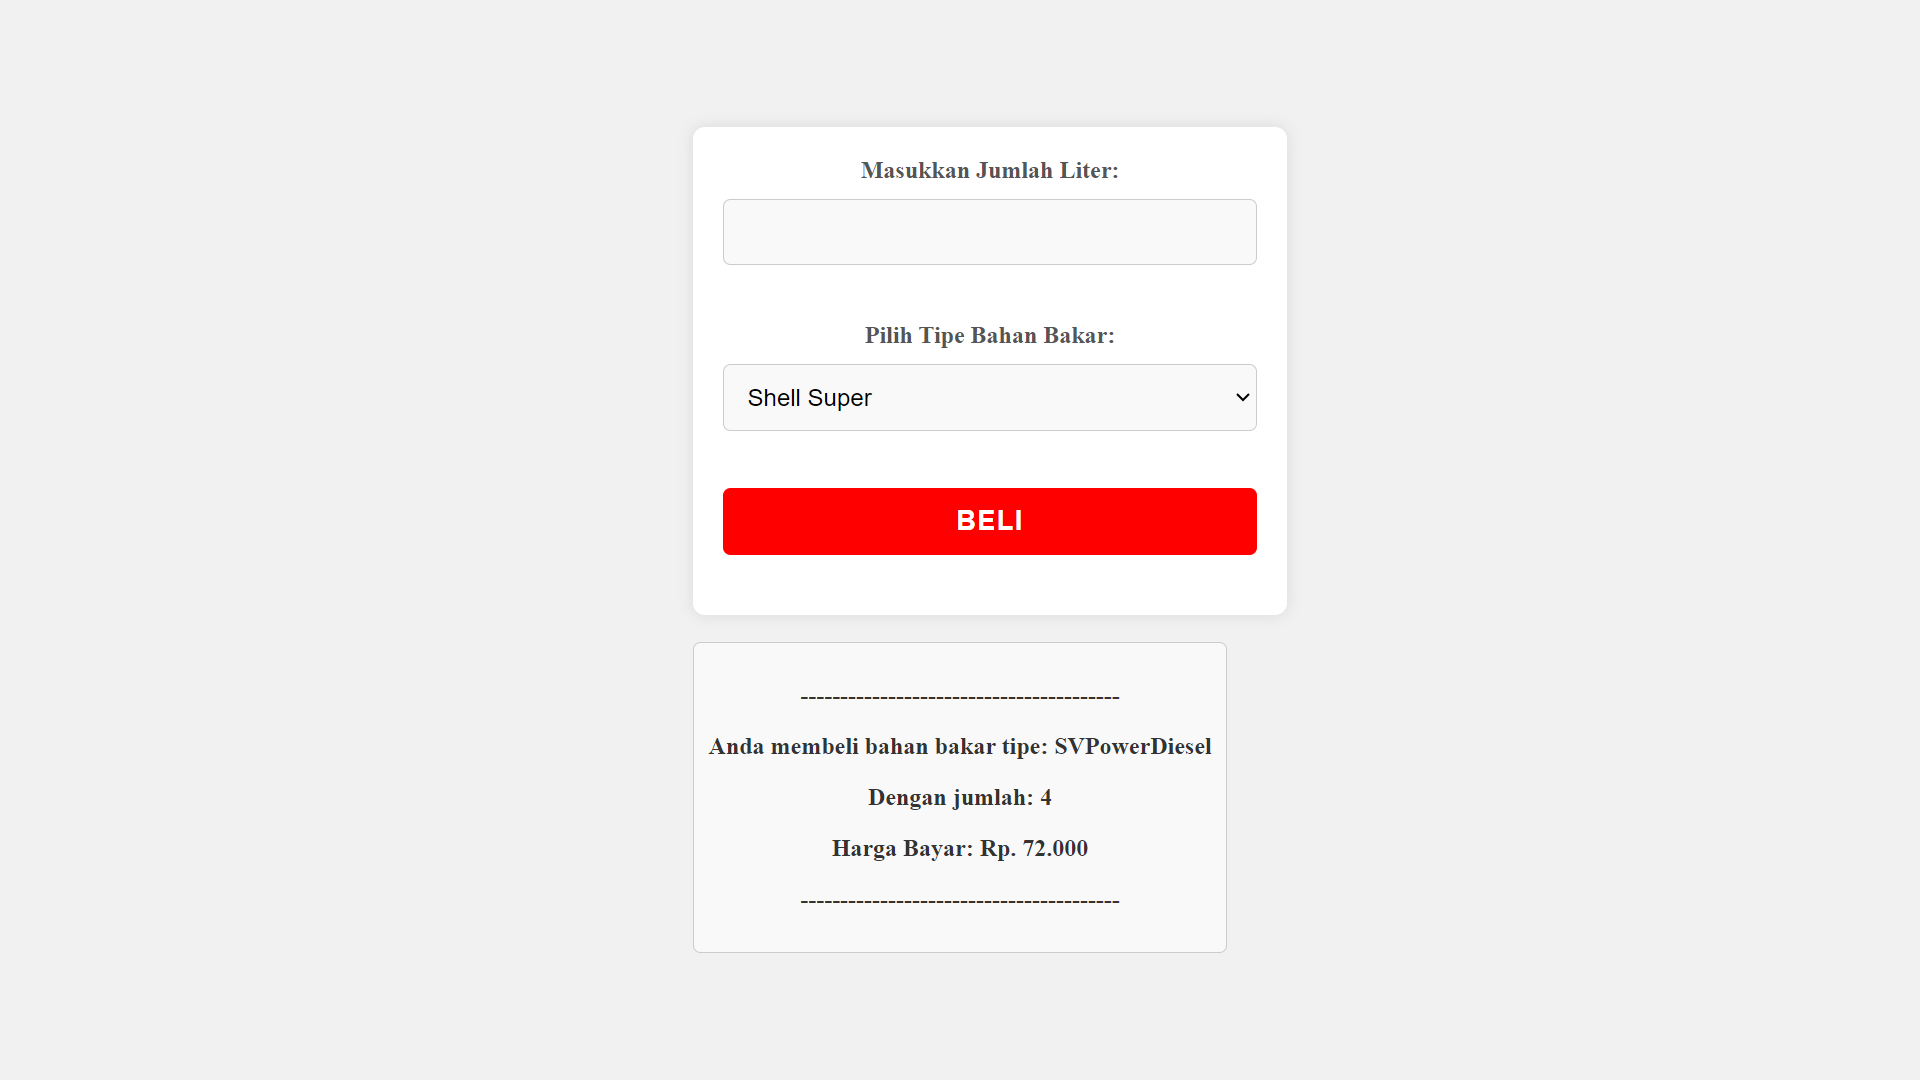 Masukkan Jumlah Liter:
Pilih Tipe Bahan Bakar:
Shell Super
BELI
----------------------------------------
Anda membeli bahan bakar tipe: SVPowerDiesel
Dengan jumlah: 4
Harga Bayar: Rp. 72.000
----------------------------------------